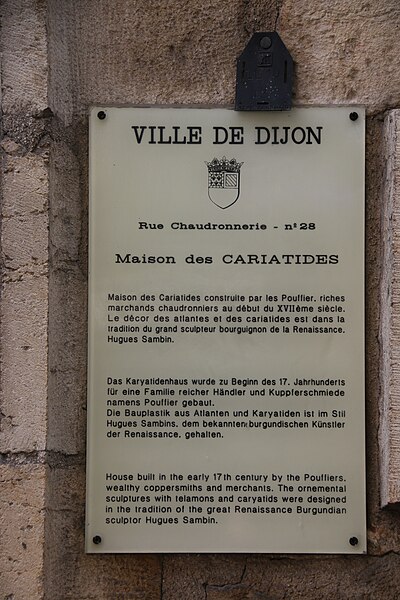 VILLE DE DIJON
Rue Chaudronnerie - nº 28
Maison des CARIATIDES
Maison des Cariatides construite par les Pouffier, riches
marchands chaudronniers au début du XVIIème siècle.
Le décor des atlantes et des cariatides est dans la
tradition du grand sculpteur bourguignon de la Renaissance,
Hugues Sambin.
Das Karyatidenhaus wurde zu Beginn des 17. Jahrhunderts
für eine Familie reicher Händler und Kuppferschmiede
namens Pouffier gebaut.
Die Bauplastik aus Atlanten und Karyatiden ist im Stil
Hugues Sambins, dem bekannten burgundischen Künstler
der Renaissance, gehalten.
House built in the early 17th century by the Pouffiers,
wealthy coppersmiths and merchants. The ornemental
sculptures with telamons and caryatids were designed
in the tradition of the great Renaissance Burgundian
sculptor Hugues Sambin.